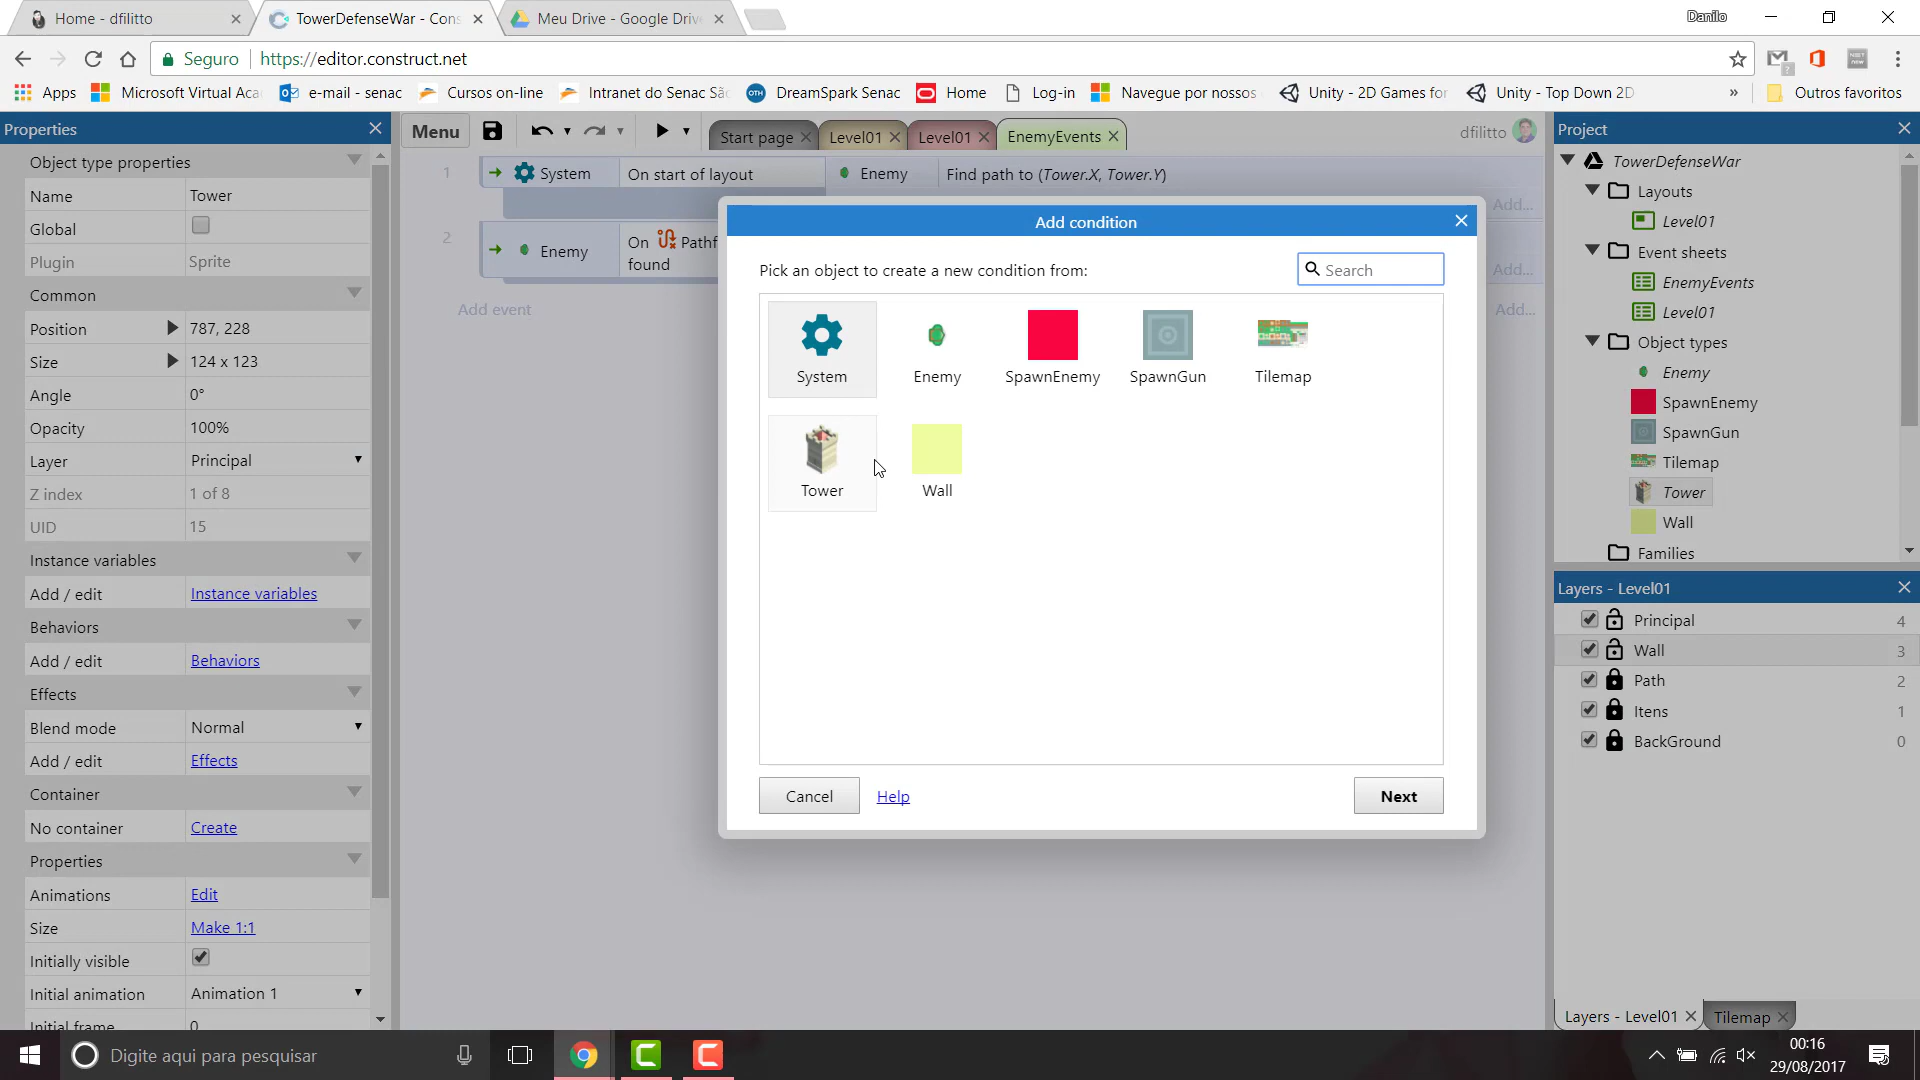 Home - dfilitto
TowerDefenseWar - Cons
Meu Drive - Google Drive
Danilo
Seguro
https://editor.construct.net
Apps
Microsoft Virtual Aca
e-mail - senac
Cursos on-line
Intranet do Senac Sã
DreamSpark Senac
Home
Log-in
Navegue por nossos
Unity - 2D Games for
Unity - Top Down 2D
»
Outros favoritos
Properties
Object type properties
Name
Tower
Global
Plugin
Sprite
Common
Position
787, 228
Size
124 x 123
Angle
0°
Opacity
100%
Layer
Principal
Z index
1 of 8
UID
15
Instance variables
Add / edit
Instance variables
Behaviors
Add / edit
Behaviors
Effects
Blend mode
Normal
Add / edit
Effects
Container
No container
Create
Properties
Animations
Edit
Size
Make 1:1
Initially visible
Initial animation
Animation 1
Initial frame
0
Menu
Start page
Level01
Level01
EnemyEvents
dfilitto
1
System
On start of layout
Enemy
Find path to (Tower.X, Tower.Y)
Add...
2
Enemy
On Pathf
found
Add...
Add event
Add...
Add condition
Pick an object to create a new condition from:
Search
System
Enemy
SpawnEnemy
SpawnGun
Tilemap
Tower
Wall
Cancel
Help
Next
Project
TowerDefenseWar
Layouts
Level01
Event sheets
EnemyEvents
Level01
Object types
Enemy
SpawnEnemy
SpawnGun
Tilemap
Tower
Wall
Families
Layers - Level01
Principal
4
Wall
3
Path
2
Itens
1
BackGround
0
Layers - Level01
Tilemap
Digite aqui para pesquisar
00:16
29/08/2017